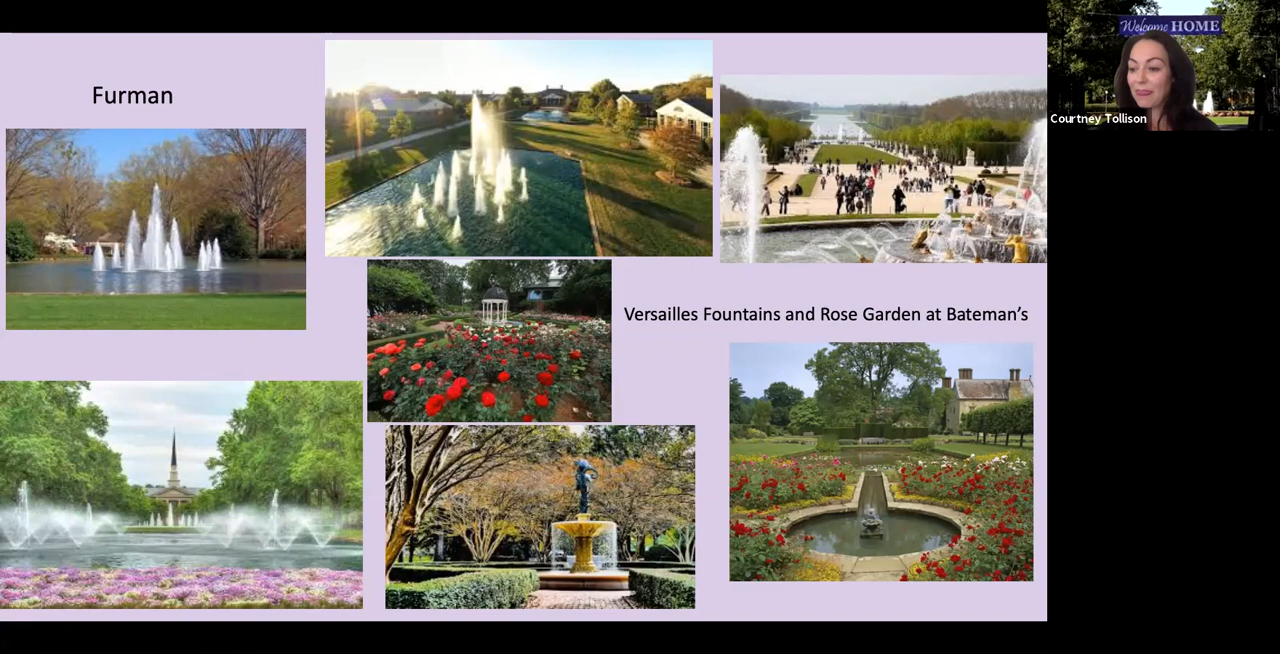 Furman
Welcome HOME
Courtney Tollison
Versailles Fountains and Rose Garden at Bateman’s